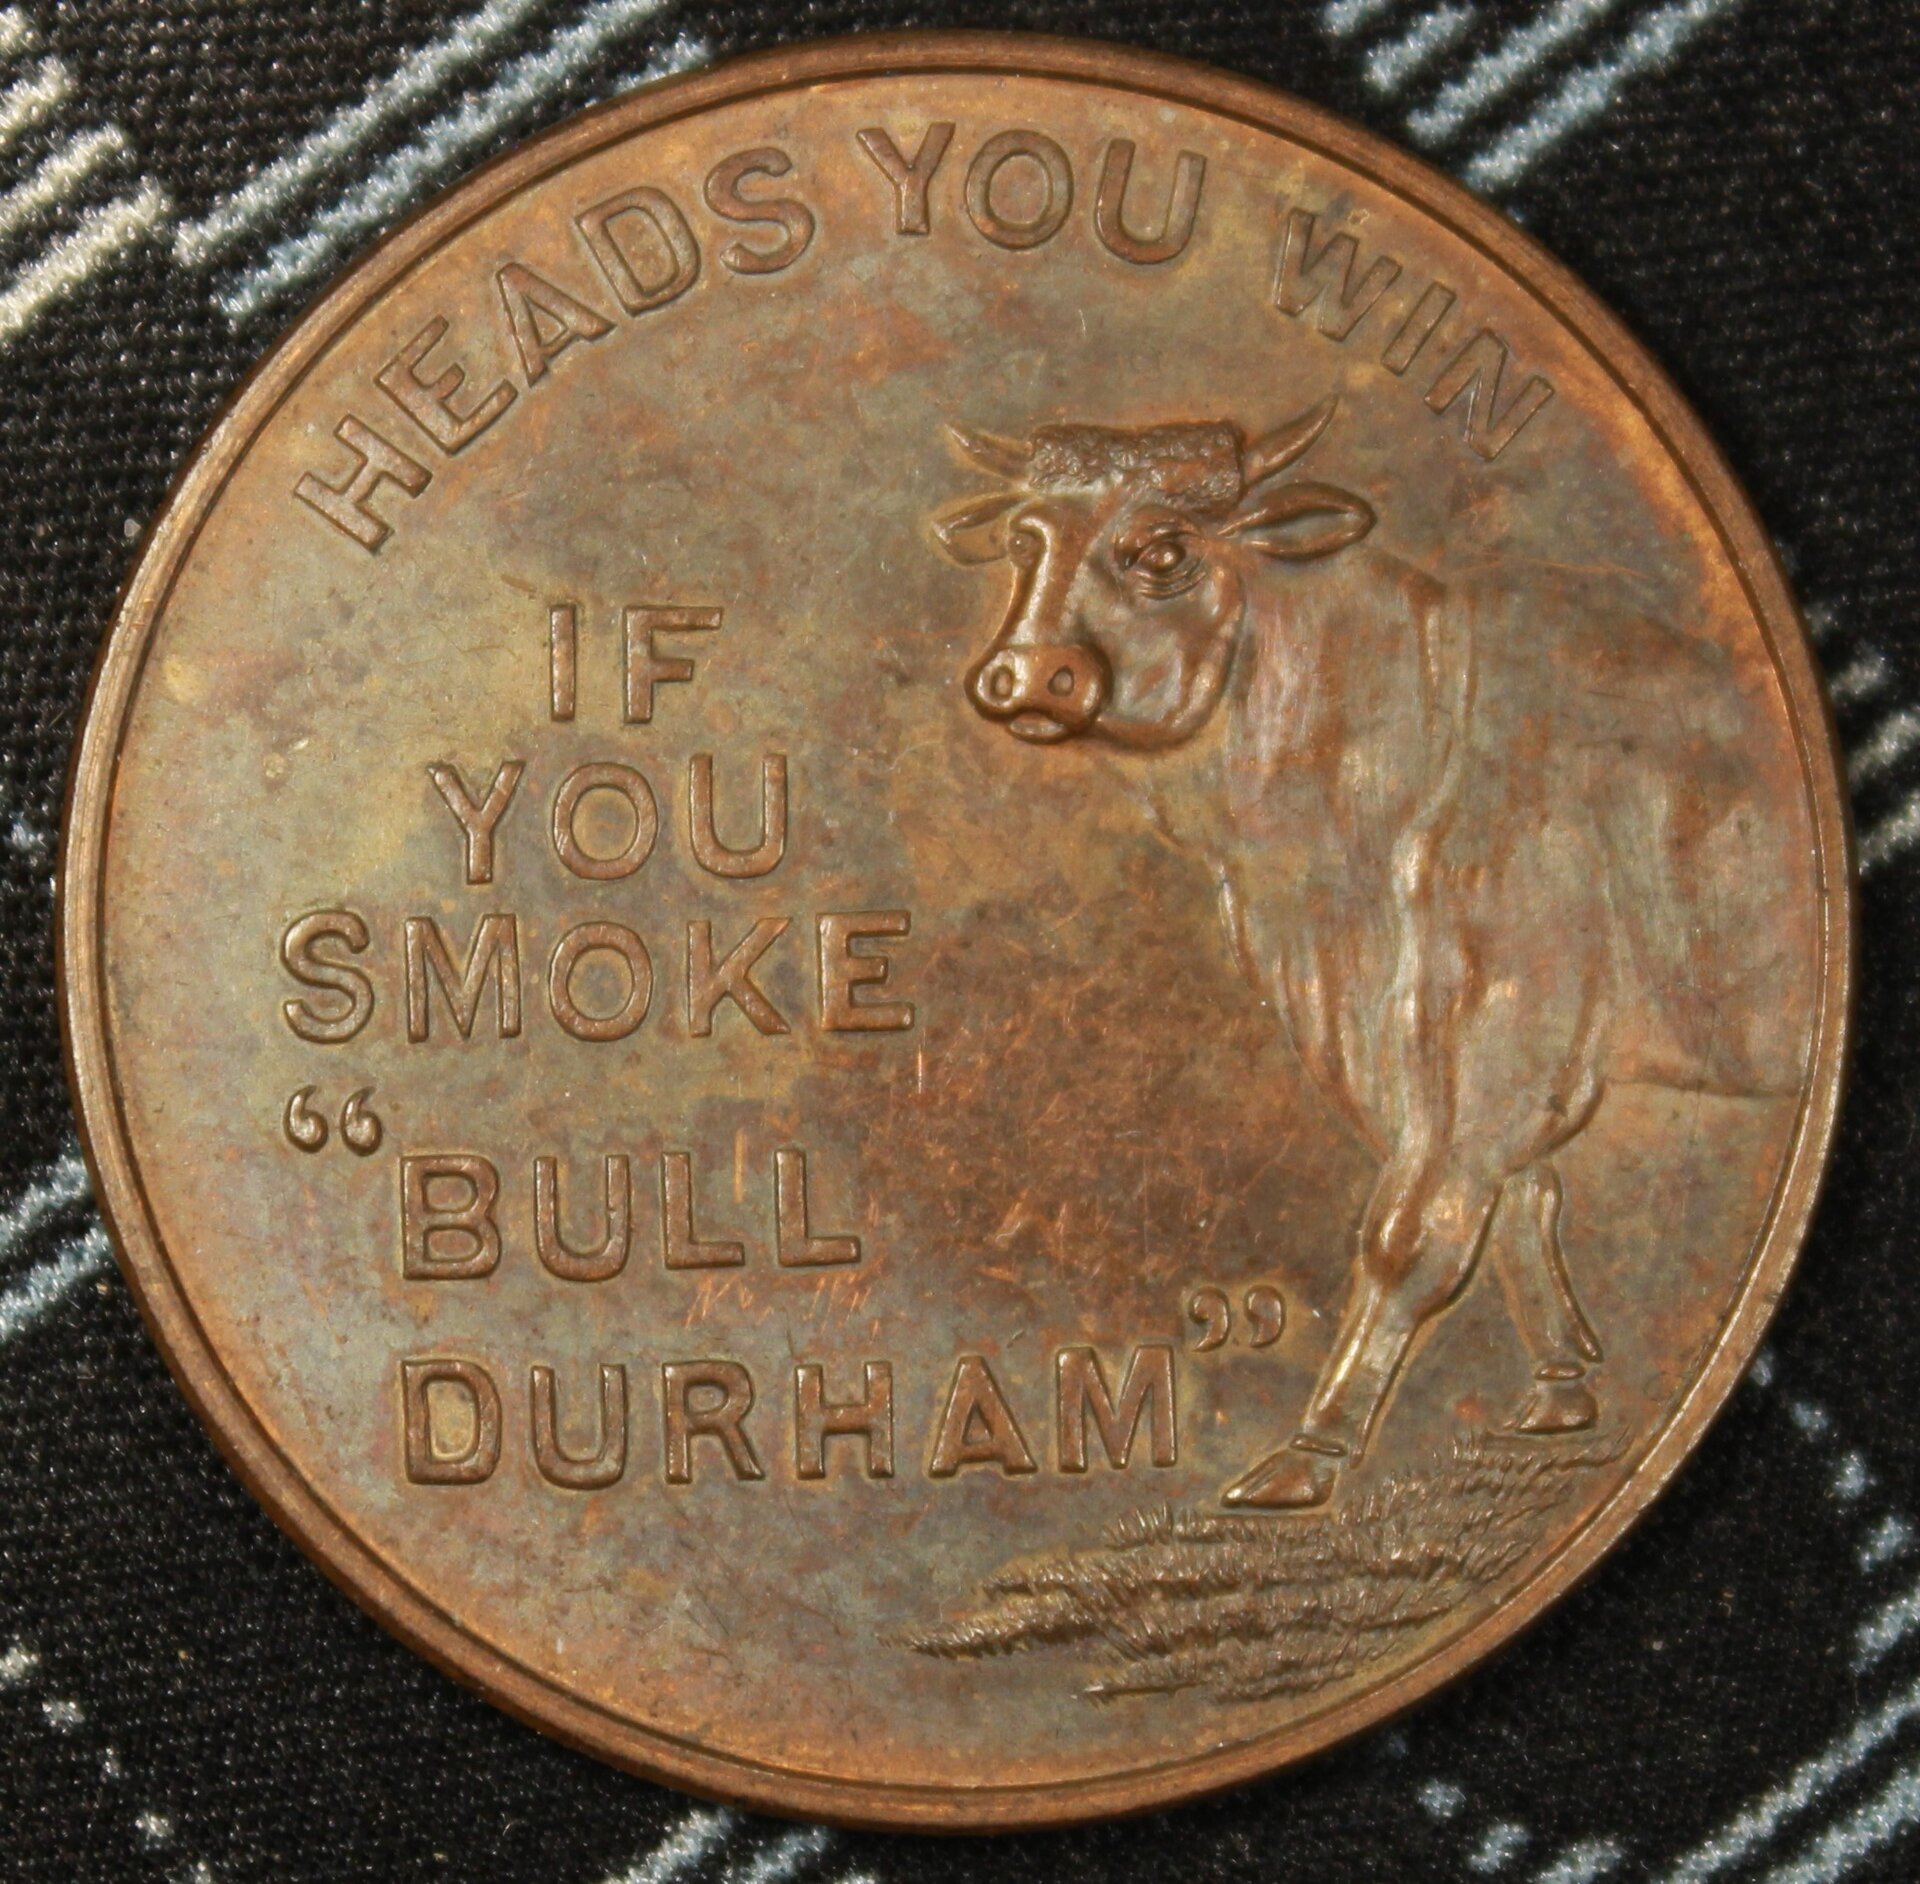 HEADS YOU WIN
IF
YOU
SMOKE
“BULL
DURHAM”